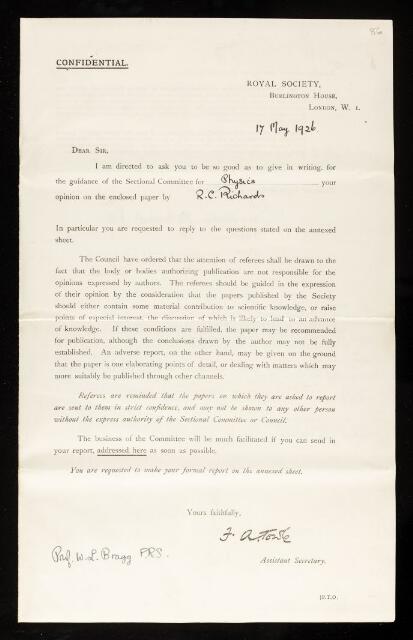 86
CONFIDENTIAL.
ROYAL SOCIETY,
BURLINGTON HOUSE,
LONDON, W. 1.
17 May 1926
DEAR SIR,
I am directed to ask you to be so good as to give in writing, for
the guidance of the Sectional Committee for Physics your
opinion on the enclosed paper by R.C. Richards
In particular you are requested to reply to the questions stated on the annexed
sheet.
The Council have ordered that the attention of referees shall be drawn to the
fact that the body or bodies authorizing publication are not responsible for the
opinions expressed by authors. The referees should be guided in the expression
of their opinion by the consideration that the papers published by the Society
should either contain some material contribution to scientific knowledge, or raise
points of especial interest, the discussion of which is likely to lead to an advance
of knowledge. If these conditions are fulfilled, the paper may be recommended
for publication, although the conclusions drawn by the author may not be fully
established. An adverse report, on the other hand, may be given on the ground
that the paper is one elaborating points of detail, or dealing with matters which may
more suitably be published through other channels.
Referees are reminded that the papers on which they are asked to report
are sent to them in strict confidence, and may not be shown to any other person
without the express authority of the Sectional Committee or Council.
The business of the Committee will be much facilitated if you can send in
your report, addressed here as soon as possible.
You are requested to make your formal report on the annexed sheet.
Yours faithfully,
F. A. Towle
Assistant Secretary.
Prof. W. L. Bragg FRS.
[P.T.O.